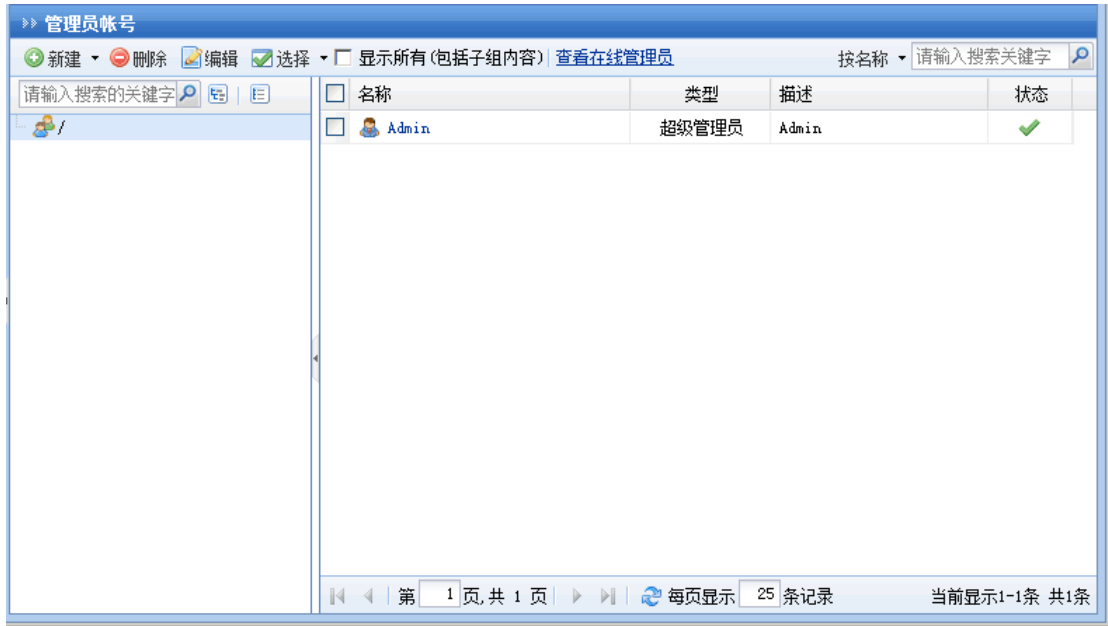 管理员帐号
新建 删除 编辑 选择 显示所有(包括子组内容) 查看在线管理员 按名称 请输入搜索关键字
请输入搜索的关键字 名称 类型 描述 状态
/ Admin 超级管理员 Admin
第 1 页,共 1 页 每页显示 25 条记录 当前显示1-1条 共1条